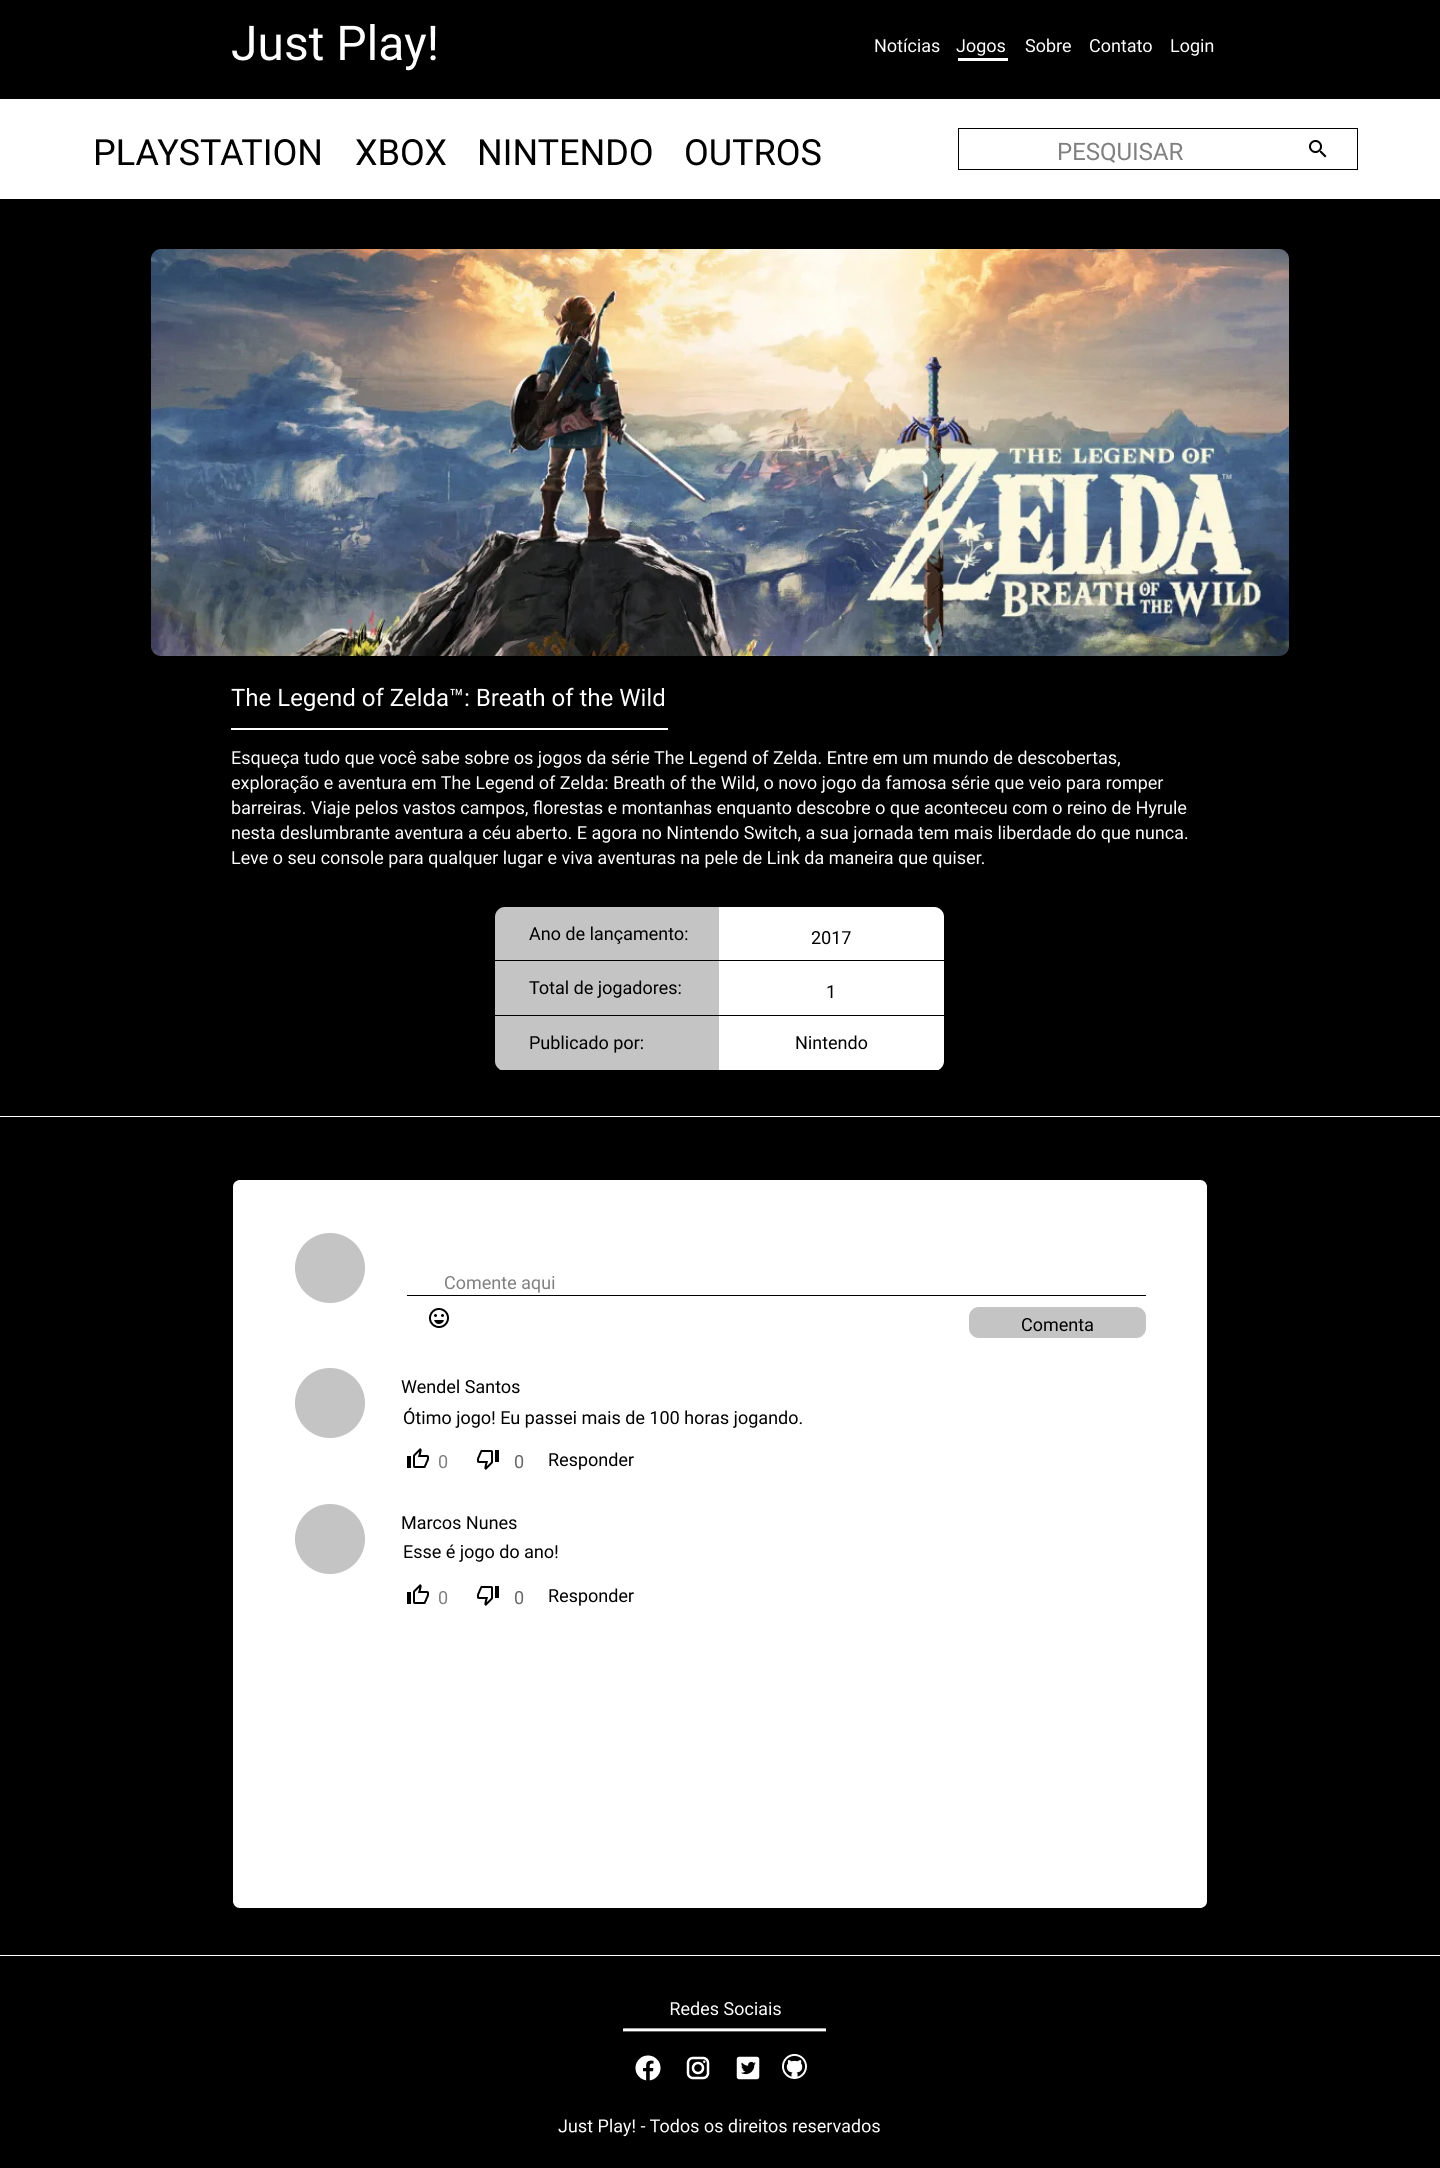 Just Play!
Notícias Jogos Sobre Contato Login
PLAYSTATION XBOX NINTENDO OUTROS
PESQUISAR
THE LEGEND OF
ZELDA™
BREATH OF THE WILD
The Legend of Zelda™: Breath of the Wild
Esqueça tudo que você sabe sobre os jogos da série The Legend of Zelda. Entre em um mundo de descobertas,
exploração e aventura em The Legend of Zelda: Breath of the Wild, o novo jogo da famosa série que veio para romper
barreiras. Viaje pelos vastos campos, florestas e montanhas enquanto descobre o que aconteceu com o reino de Hyrule
nesta deslumbrante aventura a céu aberto. E agora no Nintendo Switch, a sua jornada tem mais liberdade do que nunca.
Leve o seu console para qualquer lugar e viva aventuras na pele de Link da maneira que quiser.
Ano de lançamento: 2017
Total de jogadores: 1
Publicado por: Nintendo
Comente aqui
Comenta
Wendel Santos
Ótimo jogo! Eu passei mais de 100 horas jogando.
0 0 Responder
Marcos Nunes
Esse é jogo do ano!
0 0 Responder
Redes Sociais
Just Play! - Todos os direitos reservados